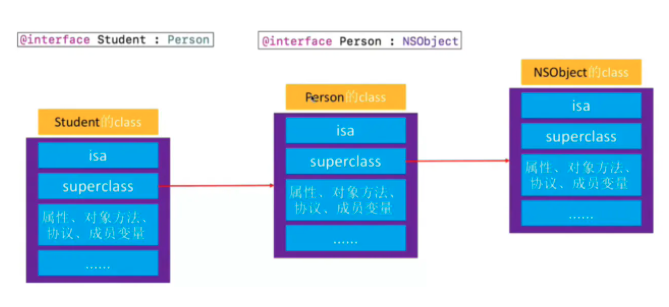 @interface Student : Person
@interface Person : NSObject
Student的class
isa
superclass
属性、对象方法、
协议、成员变量
......
Person的class
isa
superclass
属性、对象方法、
协议、成员变量
......
NSObject的class
isa
superclass
属性、对象方法、
协议、成员变量
......